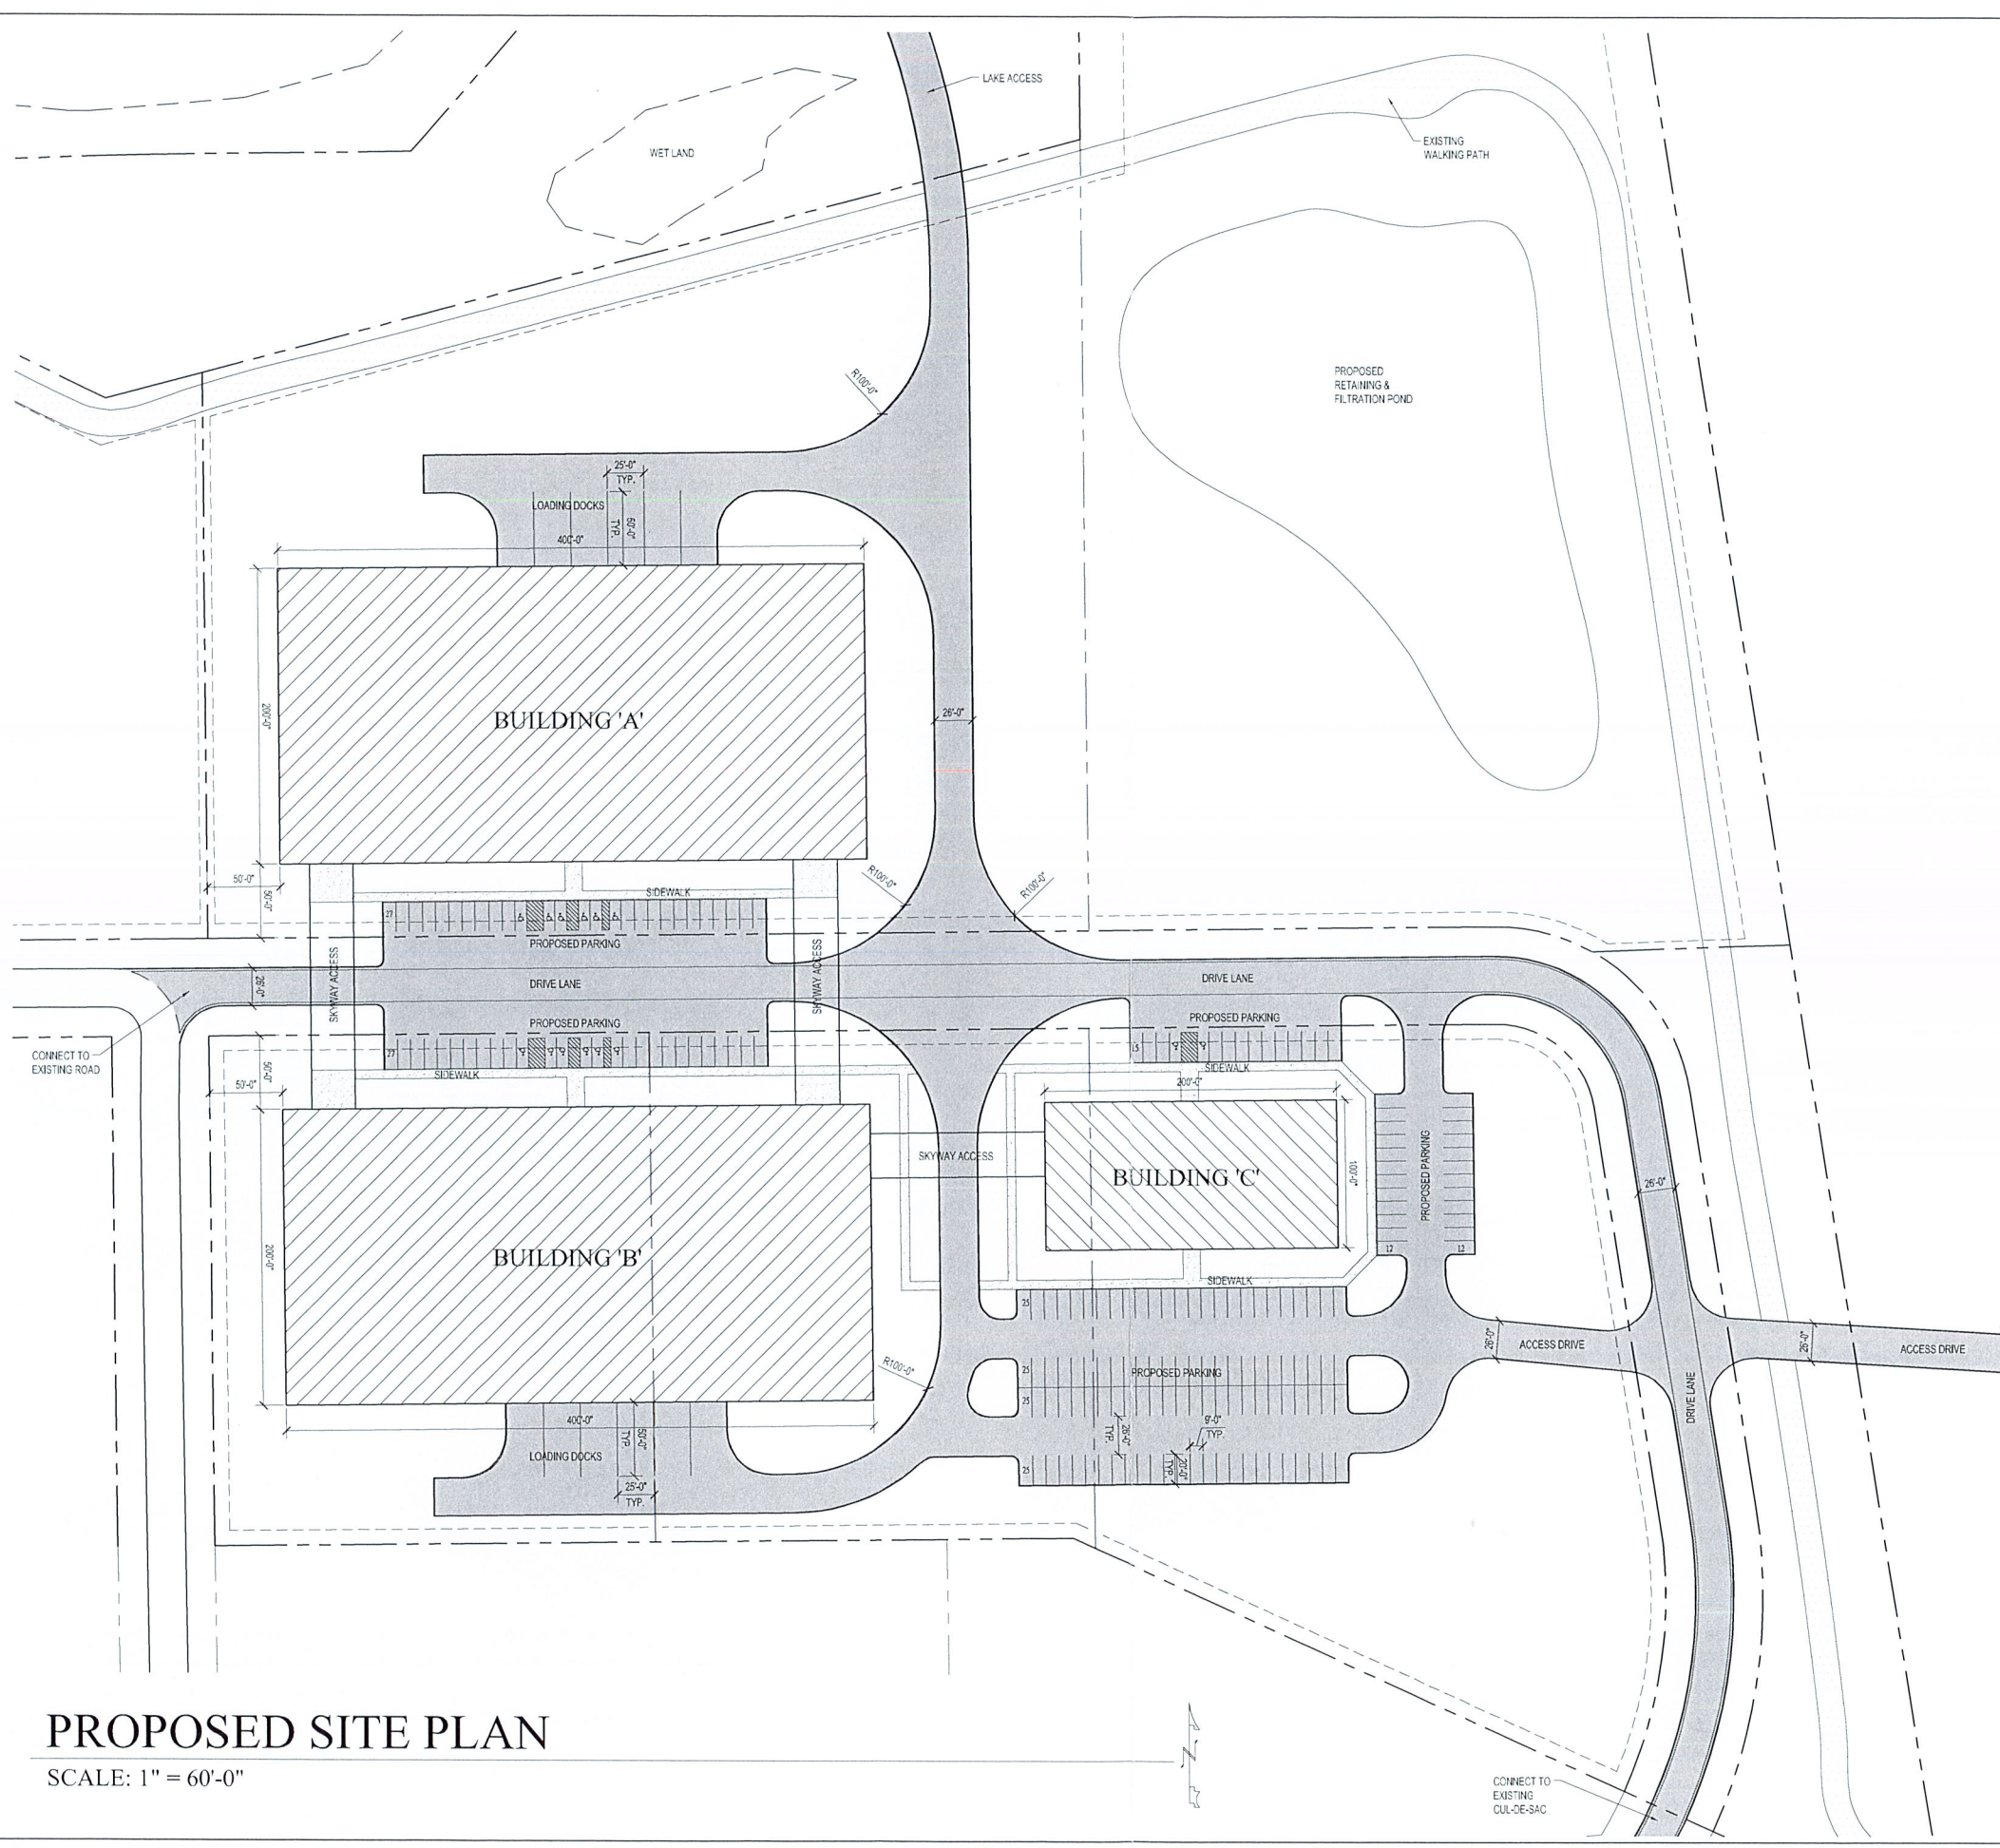 LAKE ACCESS
EXISTING
WALKING PATH
WET LAND
PROPOSED
RETAINING &
FILTRATION POND
R100'-0"
25'-0"
TYP.
LOADING DOCKS
60'-0"
TYP.
400'-0"
200'-0"
BUILDING 'A'
26'-0"
50'-0"
50'-0"
R100'-0"
R100'-0"
SIDEWALK
27
PROPOSED PARKING
SKYWAY ACCESS
SKYWAY ACCESS
26'-0"
DRIVE LANE
DRIVE LANE
PROPOSED PARKING
PROPOSED PARKING
27
15
CONNECT TO
EXISTING ROAD
50'-0"
50'-0"
SIDEWALK
SIDEWALK
200'-0"
SKYWAY ACCESS
BUILDING 'C'
100'-0"
PROPOSED PARKING
12
12
26'-0"
200'-0"
BUILDING 'B'
SIDEWALK
25
R100'-0"
25
PROPOSED PARKING
25
26'-0"
TYP.
9'-0"
TYP.
20'-0"
TYP.
25
26'-0"
ACCESS DRIVE
26'-0"
ACCESS DRIVE
DRIVE LANE
400'-0"
LOADING DOCKS
TYP.
25'-0"
TYP.
PROPOSED SITE PLAN
SCALE: 1" = 60'-0"
N
CONNECT TO
EXISTING
CUL-DE-SAC